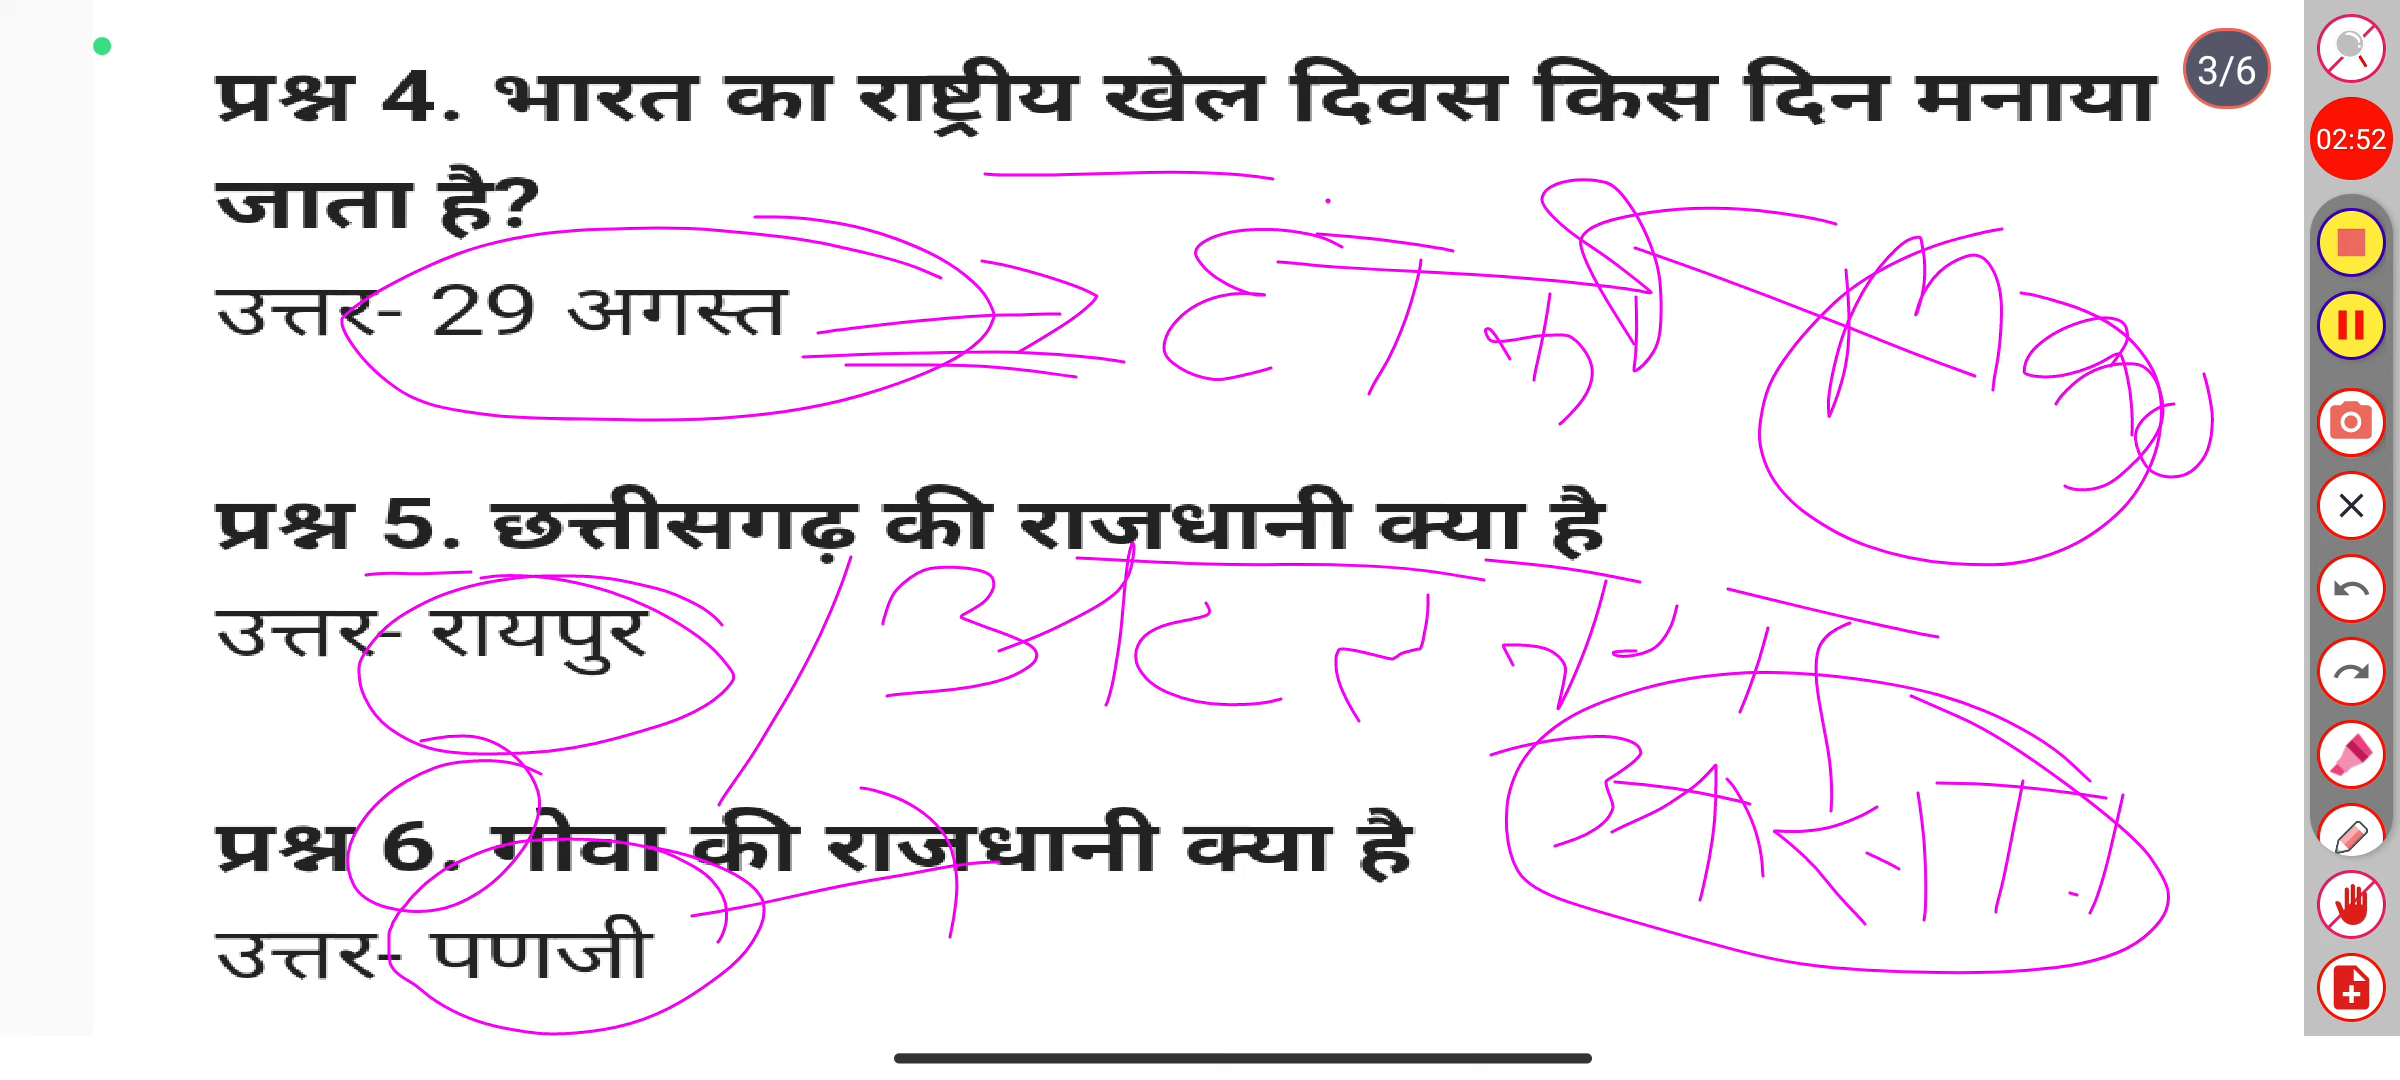 प्रश्न 4. भारत का राष्ट्रीय खेल दिवस किस दिन मनाया
जाता है?
उत्तर- 29 अगस्त
प्रश्न 5. छत्तीसगढ़ की राजधानी क्या है
उत्तर- रायपुर
प्रश्न 6. गोवा की राजधानी क्या है
उत्तर- पणजी
3/6
02:52